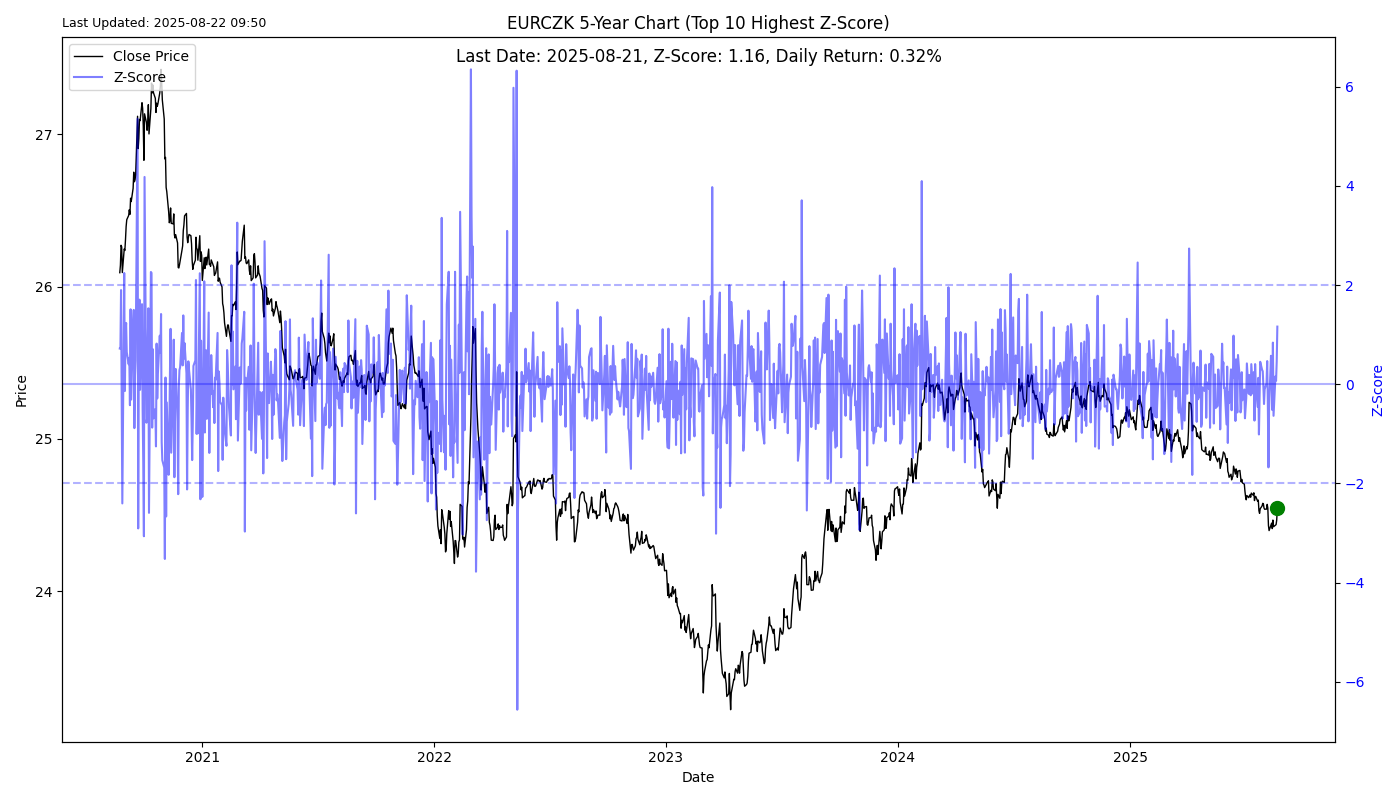 Last Updated: 2025-08-22 09:50
EURCZK 5-Year Chart (Top 10 Highest Z-Score)
Last Date: 2025-08-21, Z-Score: 1.16, Daily Return: 0.32%
Close Price
Z-Score
Price
27
26
25
24
6
4
2
0
−2
−4
−6
Z-Score
2021
2022
2023
2024
2025
Date